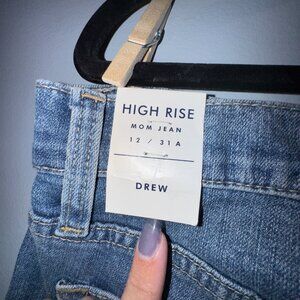 HIGH RISE
MOM JEAN
12 / 31 A
DREW